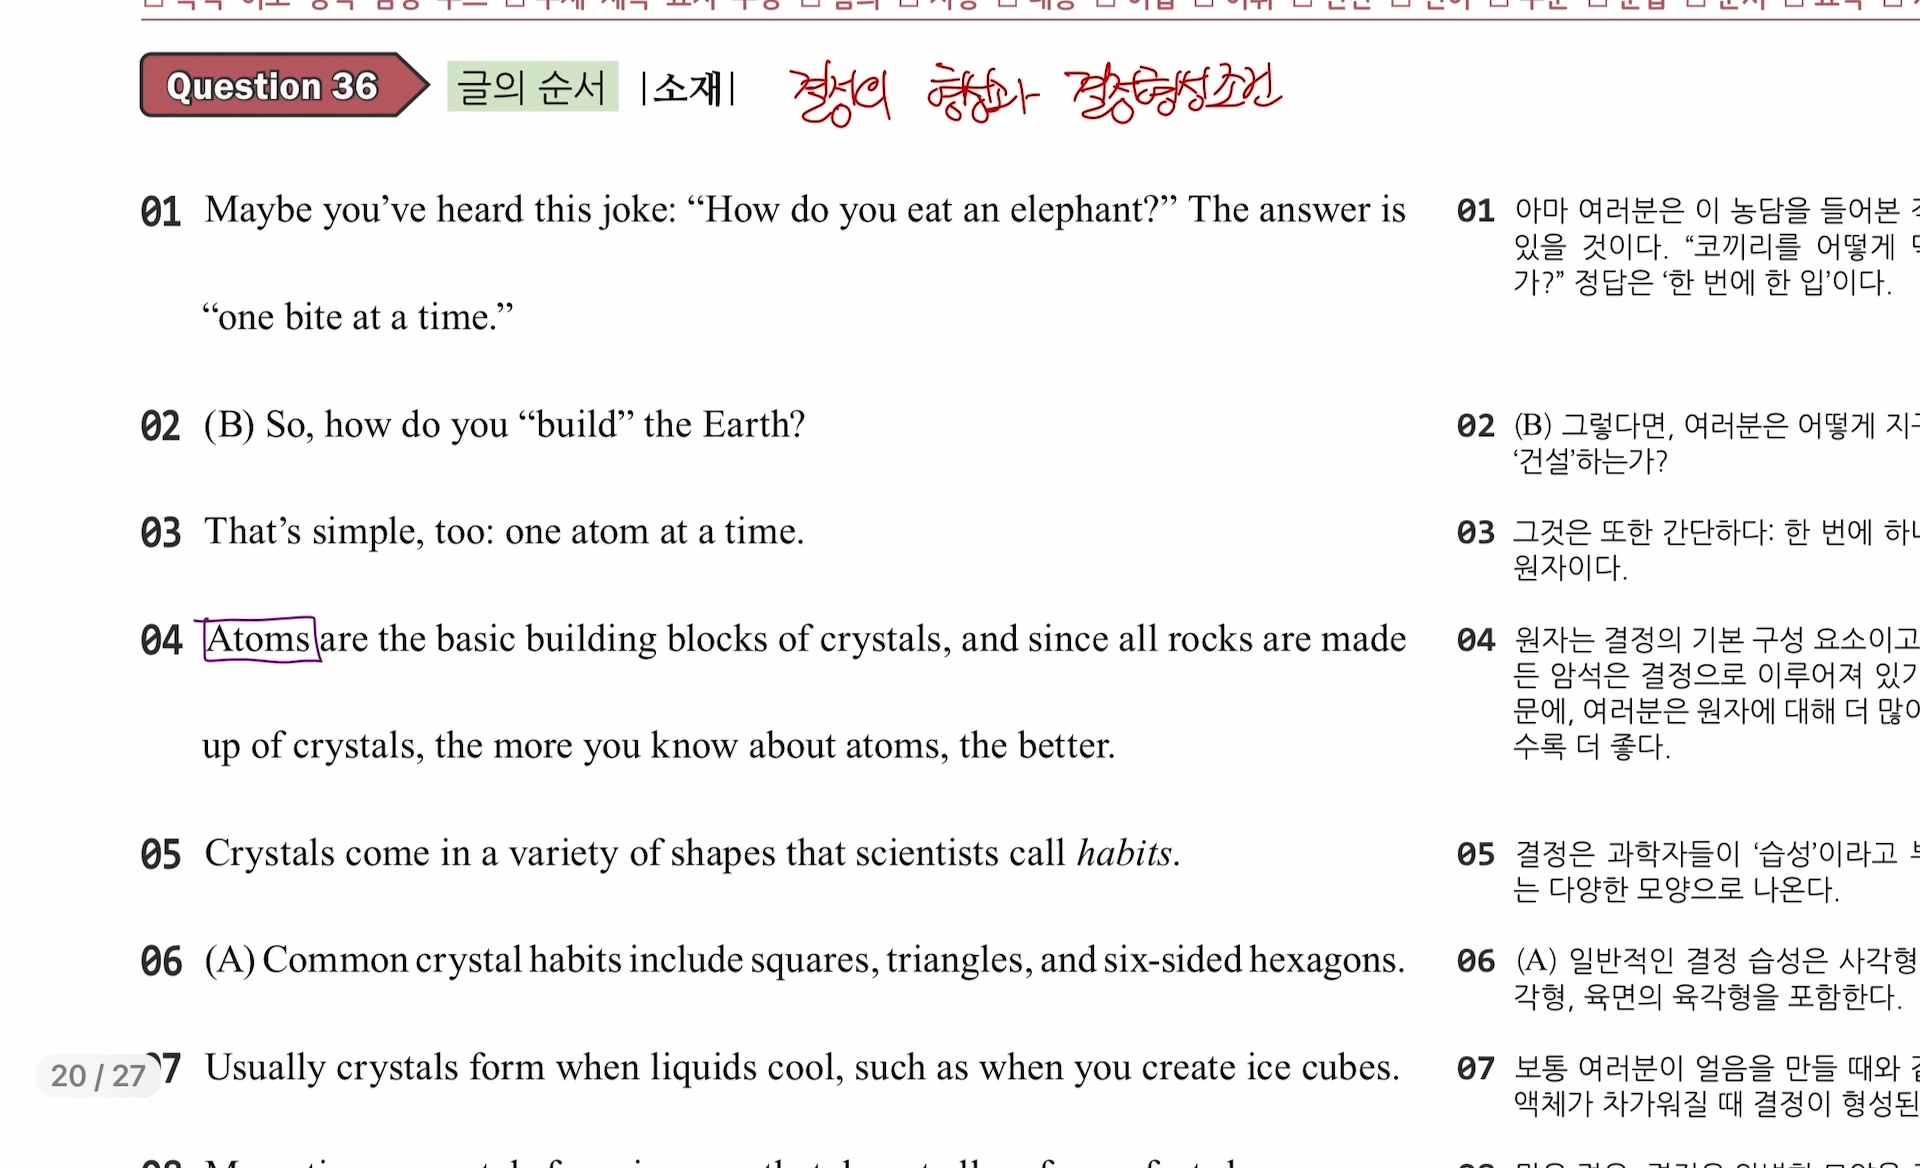 Question 36 글의 순서 |소재| 결정의 형성과 결정형성조건
01 Maybe you’ve heard this joke: “How do you eat an elephant?” The answer is
“one bite at a time.”
02 (B) So, how do you “build” the Earth?
03 That’s simple, too: one atom at a time.
04 Atoms are the basic building blocks of crystals, and since all rocks are made
up of crystals, the more you know about atoms, the better.
05 Crystals come in a variety of shapes that scientists call habits.
06 (A) Common crystal habits include squares, triangles, and six-sided hexagons.
07 Usually crystals form when liquids cool, such as when you create ice cubes.
20 / 27
01 아마 여러분은 이 농담을 들어본
있을 것이다. “코끼리를 어떻게
가?” 정답은 ‘한 번에 한 입’이다.
02 (B) 그렇다면, 여러분은 어떻게
‘건설’하는가?
03 그것은 또한 간단하다: 한 번에
원자이다.
04 원자는 결정의 기본 구성 요소이고
든 암석은 결정으로 이루어져 있기
문에, 여러분은 원자에 대해 더 많이
수록 더 좋다.
05 결정은 과학자들이 ‘습성’이라고
는 다양한 모양으로 나온다.
06 (A) 일반적인 결정 습성은 사각형
각형, 육면의 육각형을 포함한다.
07 보통 여러분이 얼음을 만들 때와
액체가 차가워질 때 결정이 형성된